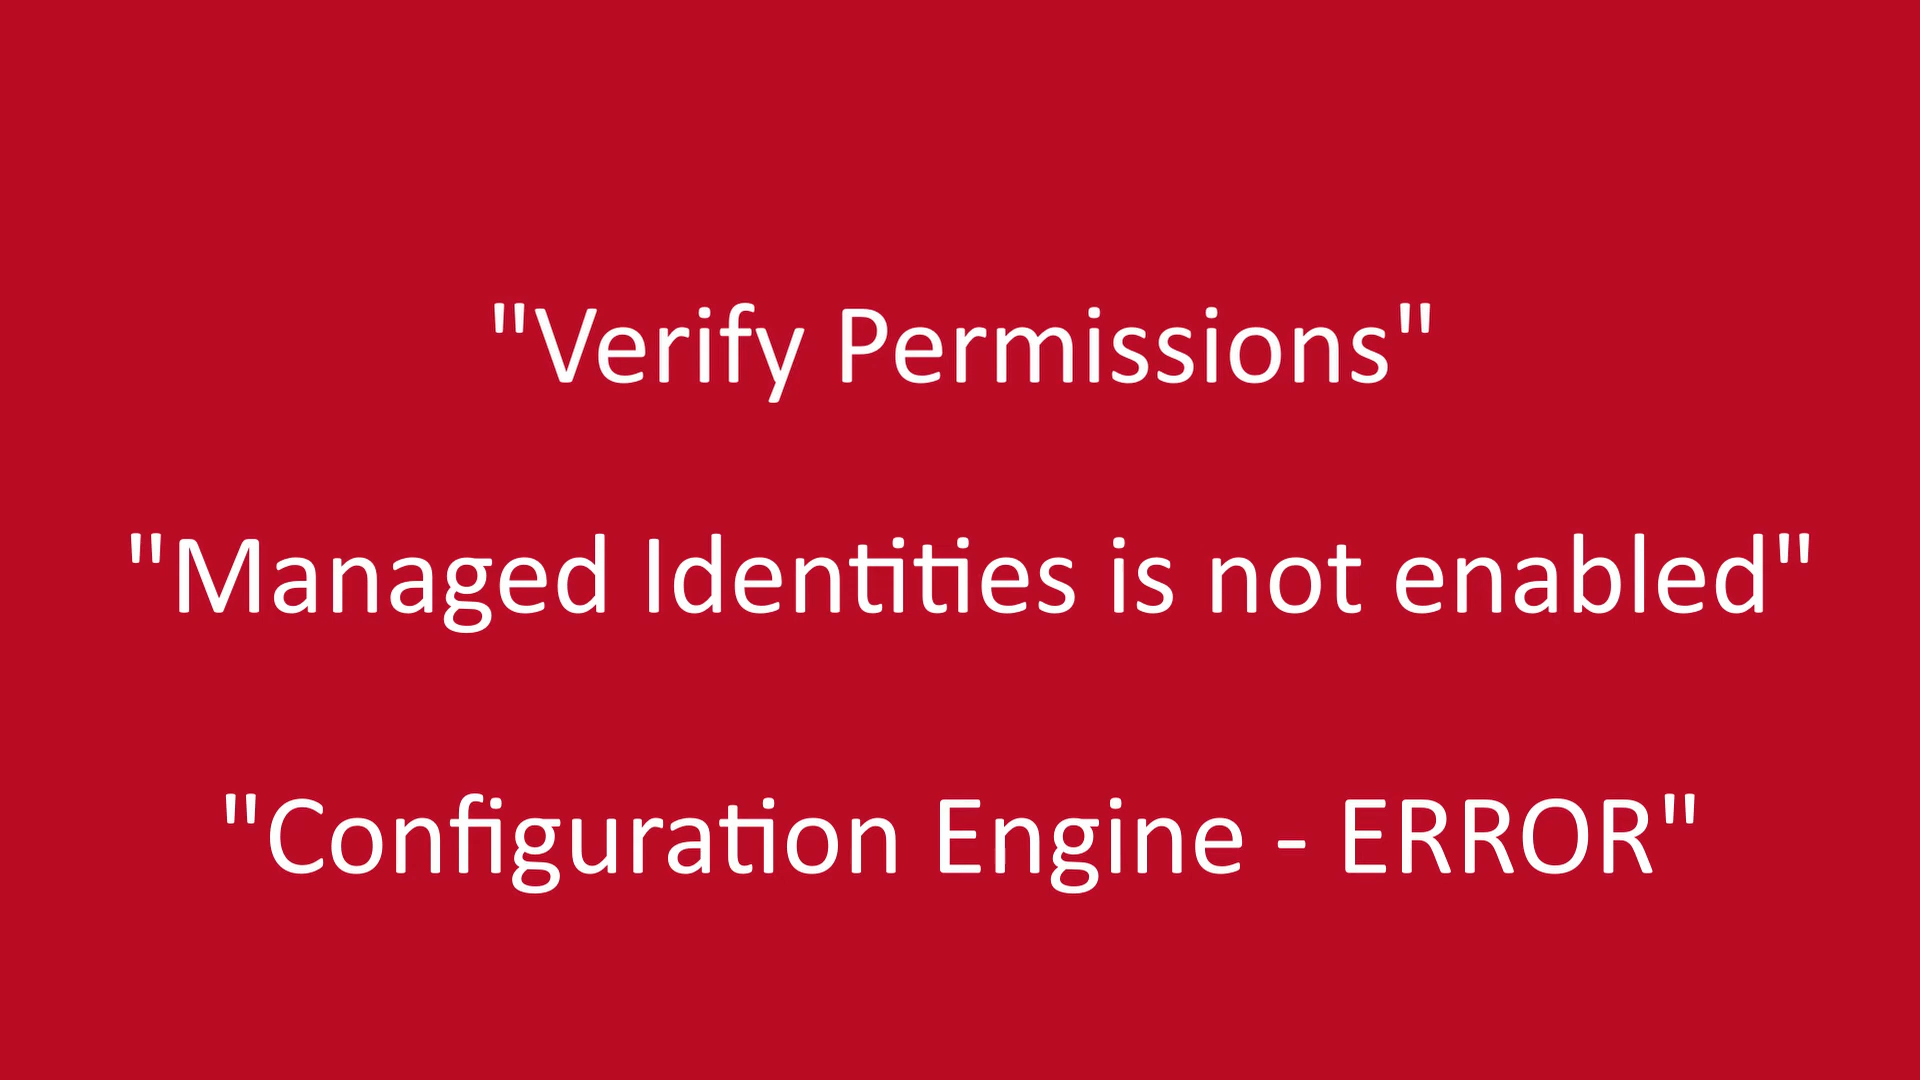 "Verify Permissions"
"Managed Identities is not enabled"
"Configuration Engine - ERROR"